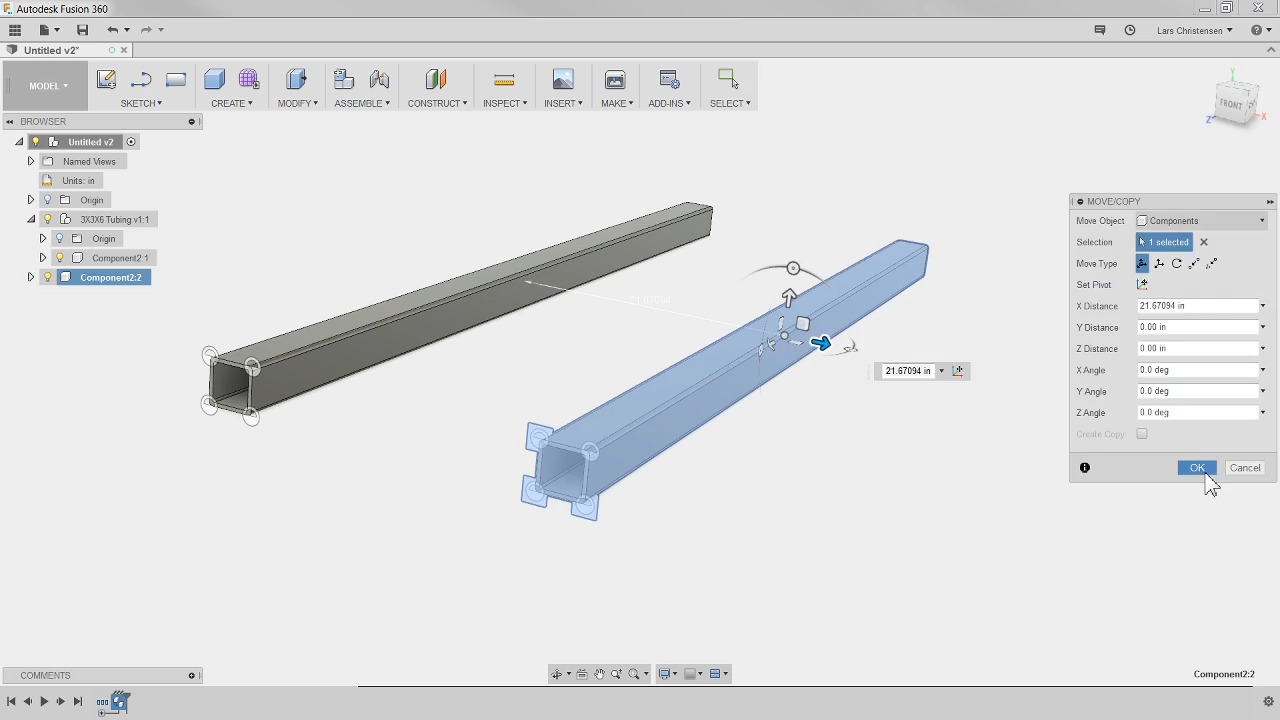 Autodesk Fusion 360
Lars Christensen
Untitled v2*
MODEL
SKETCH
CREATE
MODIFY
ASSEMBLE
CONSTRUCT
INSPECT
INSERT
MAKE
ADD-INS
SELECT
BROWSER
Untitled v2
Named Views
Units: in
Origin
3X3X6 Tubing v1:1
Origin
Component2:1
Component2:2
Y
FRONT
Z
X
21.67094
21.67094 in
MOVE/COPY
Move Object
Components
Selection
1 selected
Move Type
Set Pivot
X Distance
21.67094 in
Y Distance
0.00 in
Z Distance
0.00 in
X Angle
0.0 deg
Y Angle
0.0 deg
Z Angle
0.0 deg
Create Copy
OK
Cancel
COMMENTS
Component2:2